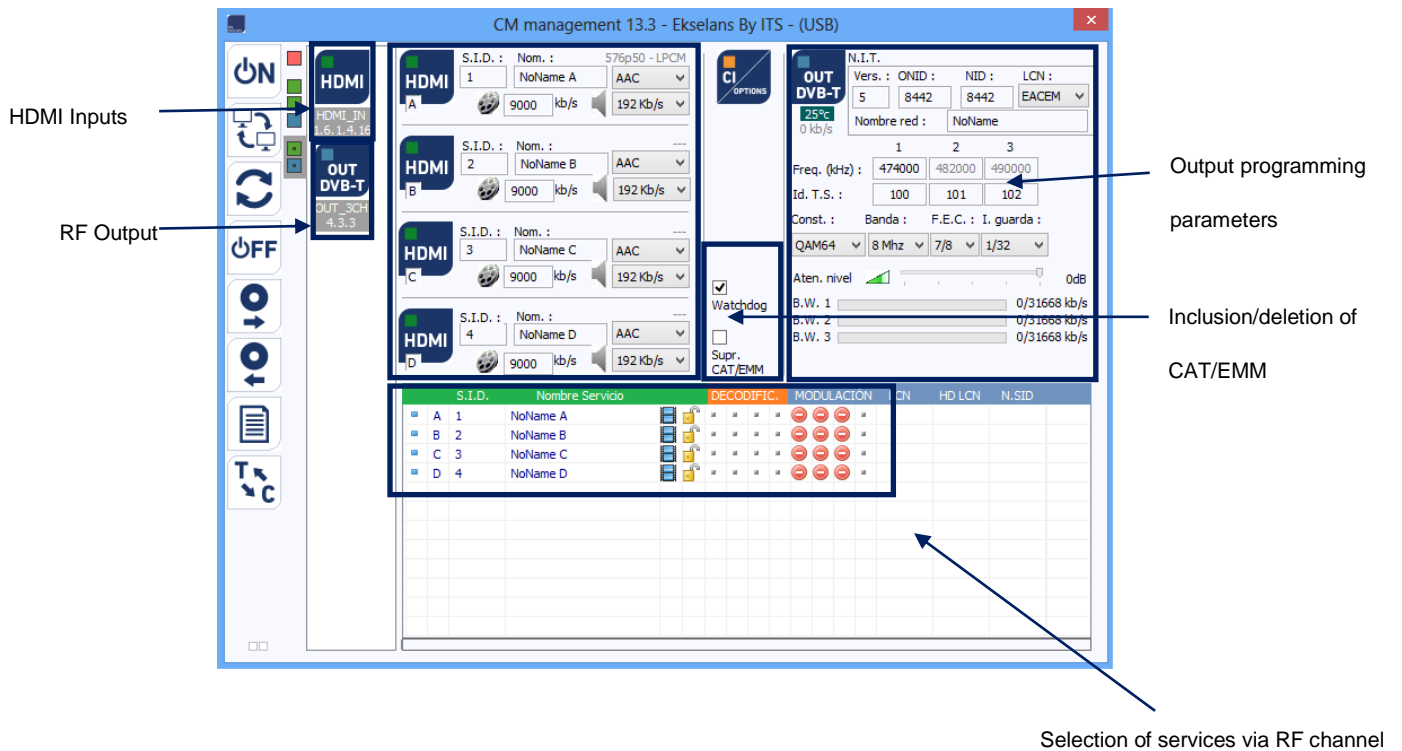 CM management 13.3 - Ekselans By ITS - (USB)
×
ON
OFF
T C
HDMI Inputs
RF Output
HDMI
HDMI_IN
1.6.1.4.16
OUT
DVB-T
OUT_3CH
4.3.3
HDMI
A
S.I.D. : Nom. : 576p50 - LPCM
1 NoName A AAC
9000 kb/s 192 Kb/s
HDMI
B
S.I.D. : Nom. : ---
2 NoName B AAC
9000 kb/s 192 Kb/s
HDMI
C
S.I.D. : Nom. : ---
3 NoName C AAC
9000 kb/s 192 Kb/s
HDMI
D
S.I.D. : Nom. : ---
4 NoName D AAC
9000 kb/s 192 Kb/s
CI
OPTIONS
Watchdog
Supr.
CAT/EMM
OUT
DVB-T
25ºc
0 kb/s
N.I.T.
Vers. : ONID : NID : LCN :
5 8442 8442 EACEM
Nombre red : NoName
1 2 3
Freq. (kHz) : 474000 482000 490000
Id. T.S. : 100 101 102
Const. : Banda : F.E.C. : I. guarda :
QAM64 8 Mhz 7/8 1/32
Aten. nivel 0dB
B.W. 1 0/31668 kb/s
B.W. 2 0/31668 kb/s
B.W. 3 0/31668 kb/s
Output programming
parameters
Inclusion/deletion of
CAT/EMM
S.I.D. Nombre Servicio DECODIFIC. MODULACIÓN LCN HD LCN N.SID
A 1 NoName A
B 2 NoName B
C 3 NoName C
D 4 NoName D
Selection of services via RF channel